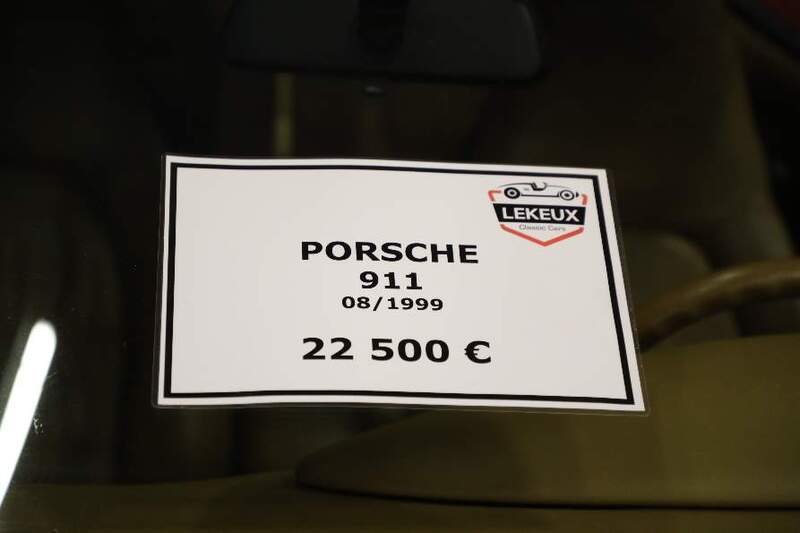 LEKEUX
Classic Cars
PORSCHE
911
08/1999
22 500 €